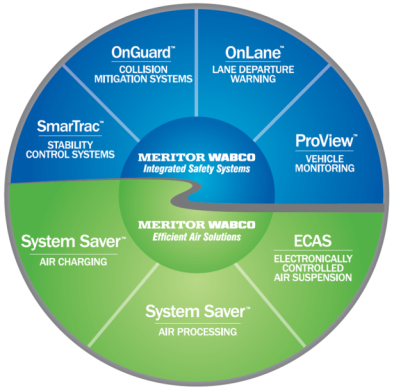 OnGuard™
COLLISION
MITIGATION SYSTEMS
OnLane™
LANE DEPARTURE
WARNING
SmarTrac™
STABILITY
CONTROL SYSTEMS
ProView™
VEHICLE
MONITORING
MERITOR WABCO
Integrated Safety Systems
MERITOR WABCO
Efficient Air Solutions
System Saver™
AIR CHARGING
ECAS
ELECTRONICALLY
CONTROLLED
AIR SUSPENSION
System Saver™
AIR PROCESSING